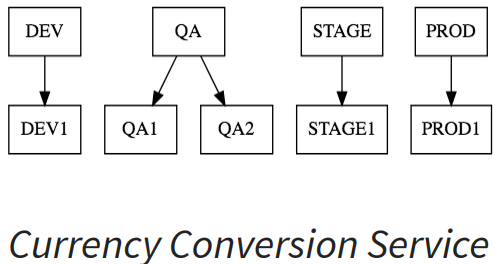 DEV QA STAGE PROD
DEV1 QA1 QA2 STAGE1 PROD1
Currency Conversion Service